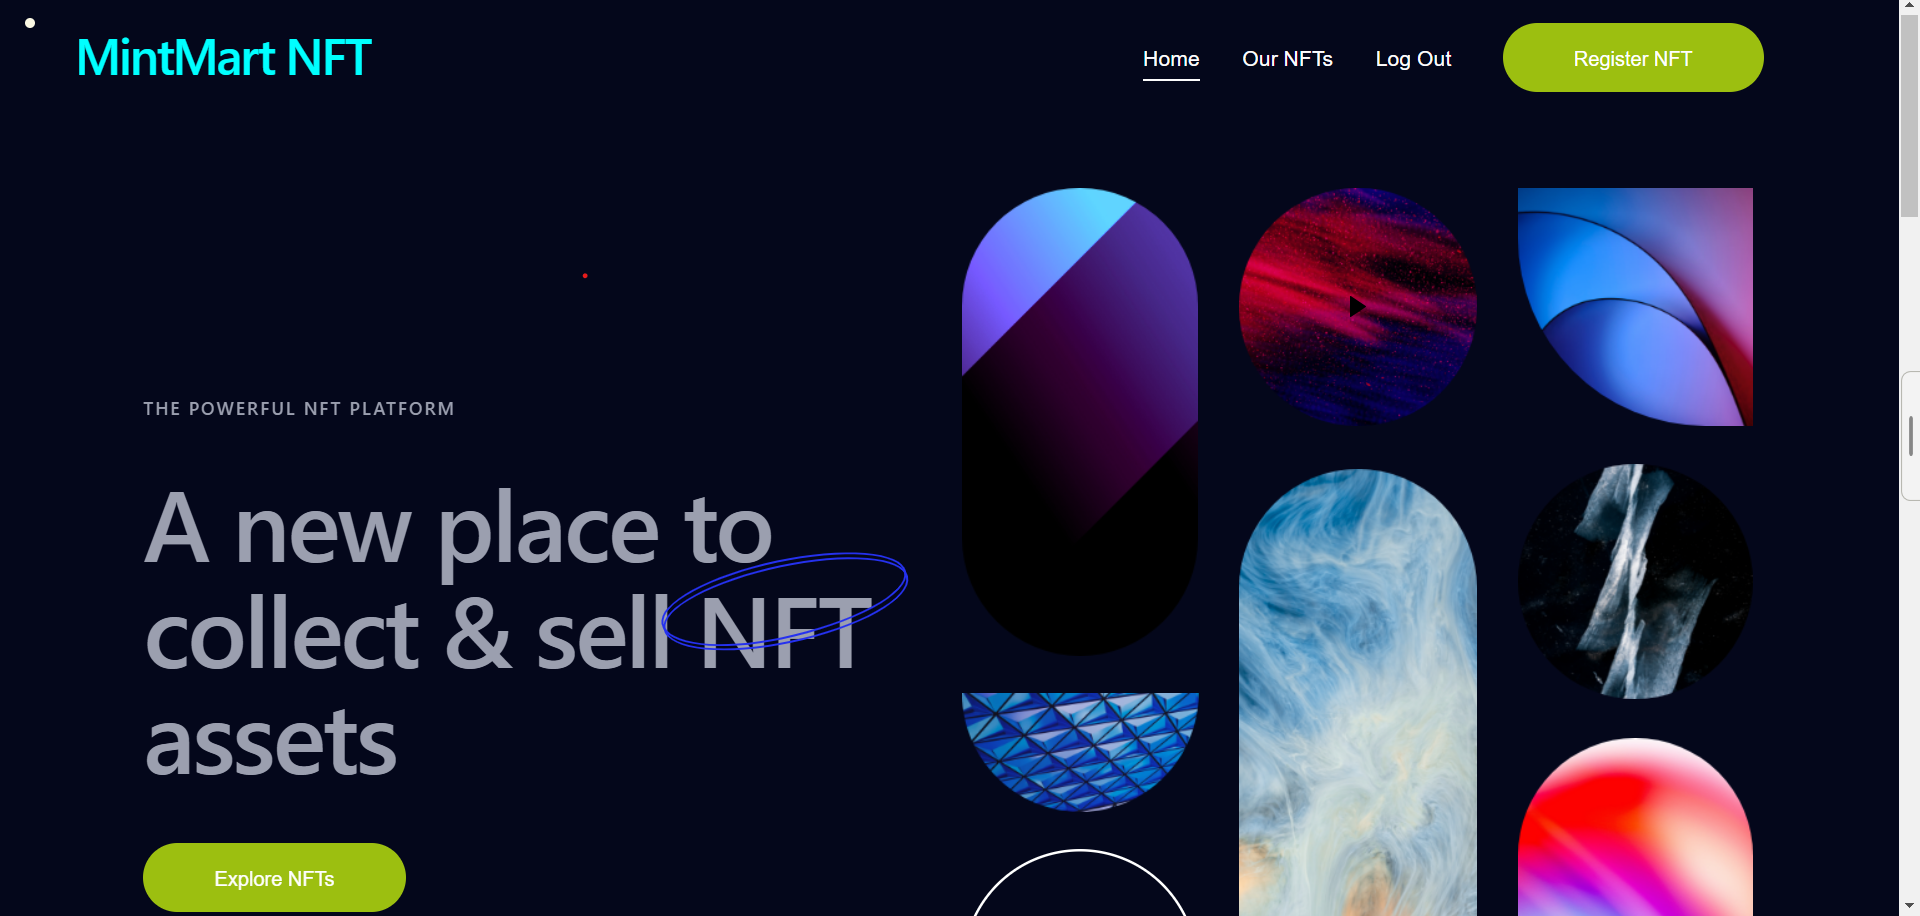 MintMart NFT
Home
Our NFTs
Log Out
Register NFT
THE POWERFUL NFT PLATFORM
A new place to
collect & sell NFT
assets
Explore NFTs